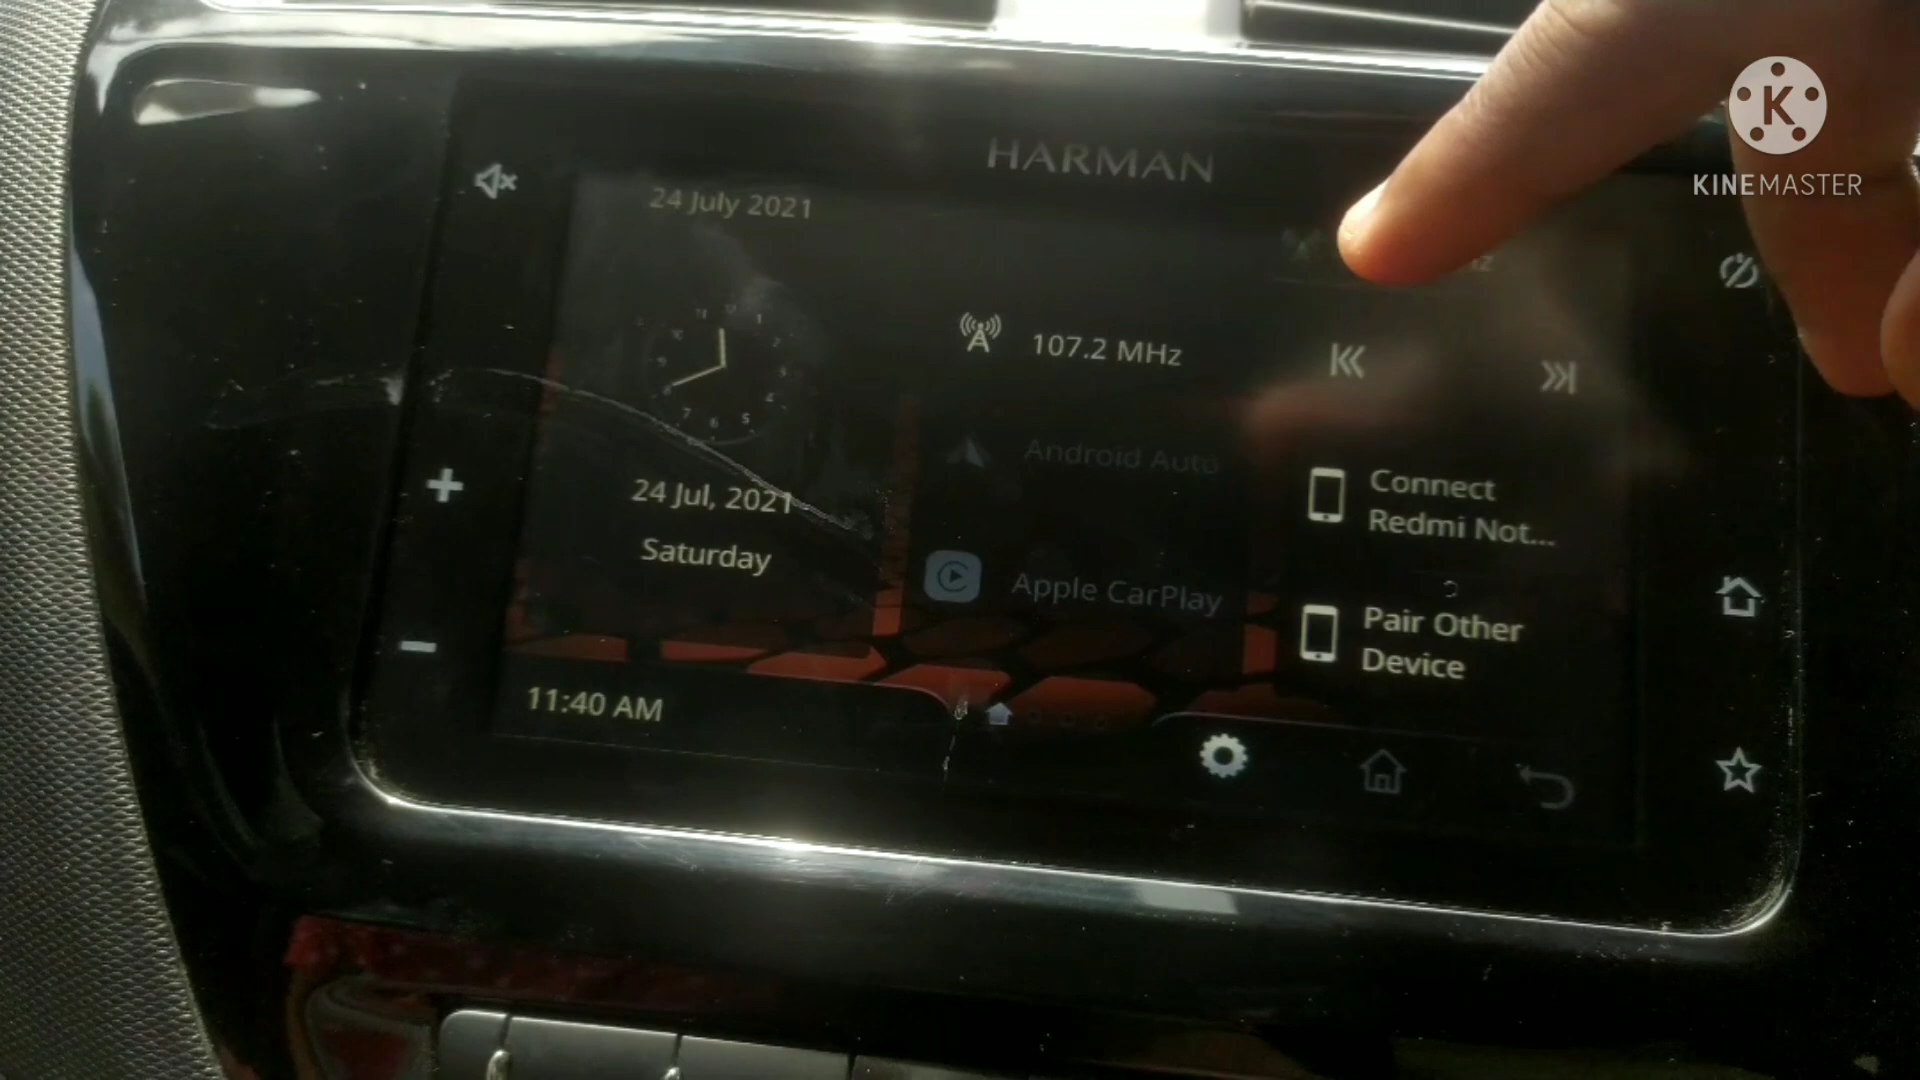 HARMAN
24 July 2021
107.2 MHz
Android Auto
Apple CarPlay
Connect
Redmi Not...
Pair Other
Device
24 Jul, 2021
Saturday
11:40 AM
K
KINEMASTER